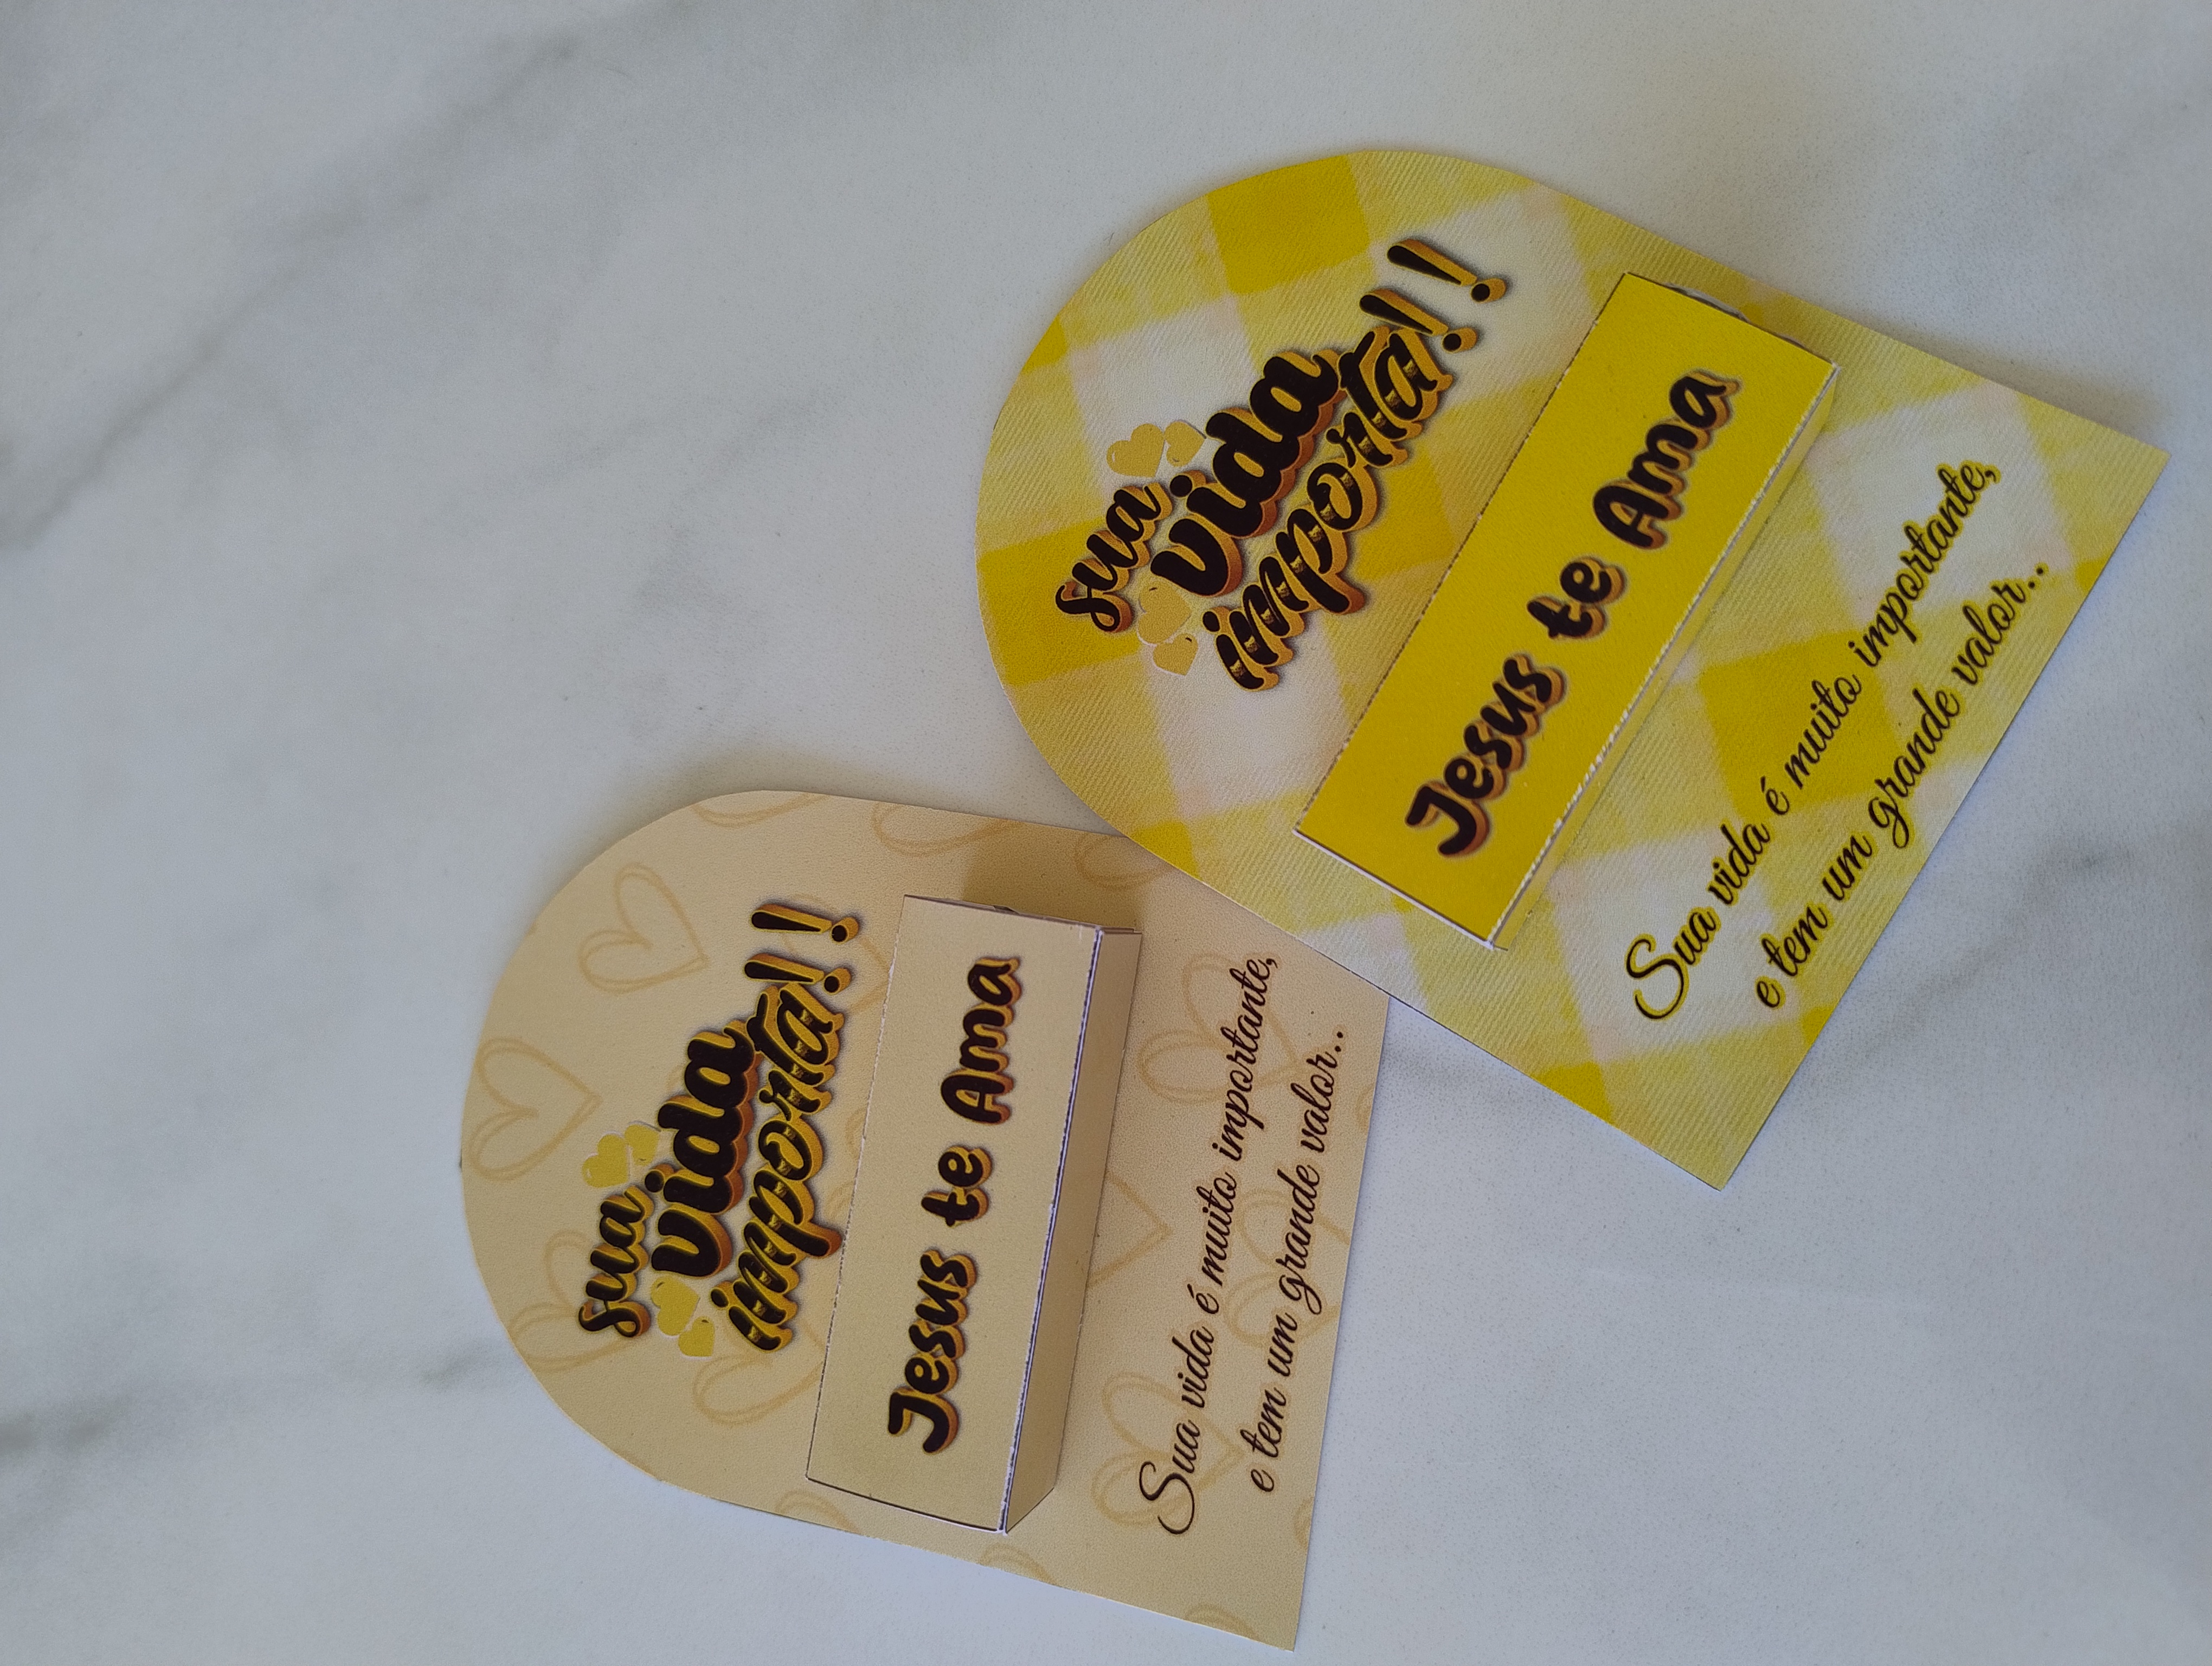 sua
vida
importa!!
Jesus te Ama
Sua vida é muito importante,
e tem um grande valor..
sua
vida
importa!!
Jesus te Ama
Sua vida é muito importante,
e tem um grande valor..